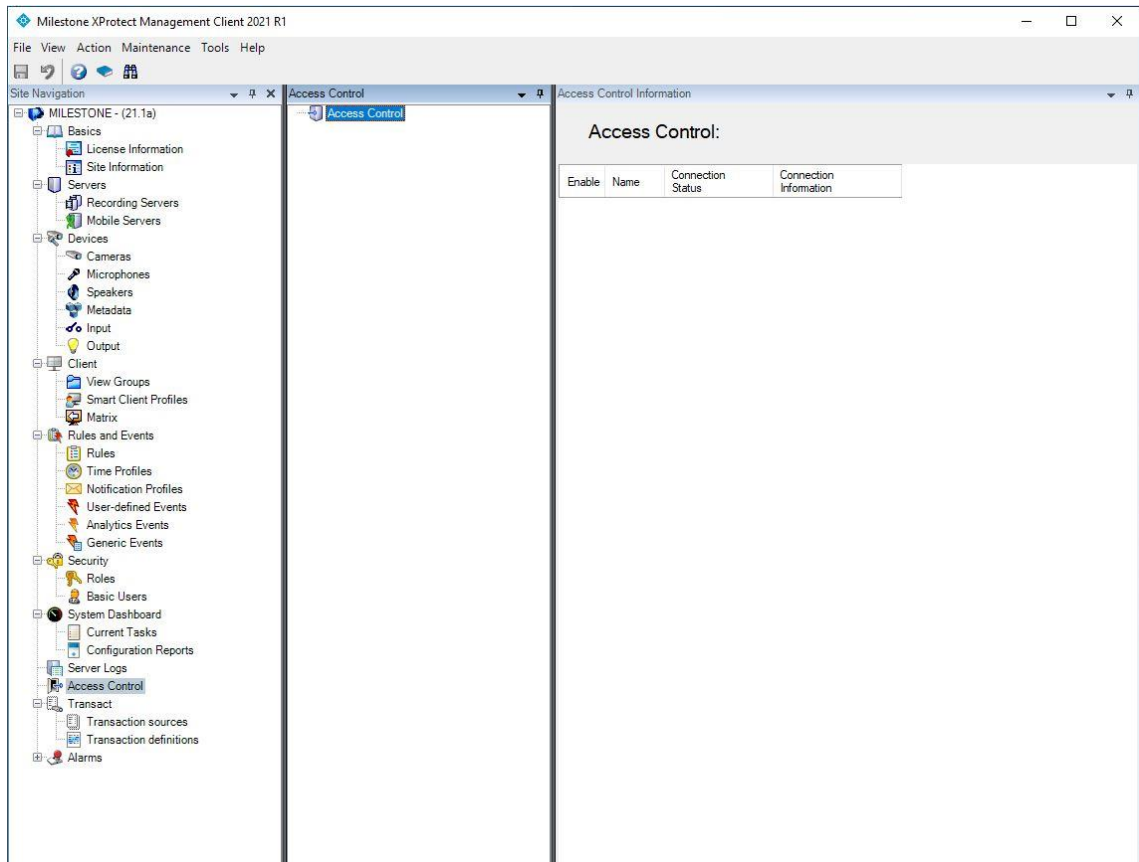 Milestone XProtect Management Client 2021 R1
File View Action Maintenance Tools Help
Site Navigation
MILESTONE - (21.1a)
Basics
License Information
Site Information
Servers
Recording Servers
Mobile Servers
Devices
Cameras
Microphones
Speakers
Metadata
Input
Output
Client
View Groups
Smart Client Profiles
Matrix
Rules and Events
Rules
Time Profiles
Notification Profiles
User-defined Events
Analytics Events
Generic Events
Security
Roles
Basic Users
System Dashboard
Current Tasks
Configuration Reports
Server Logs
Access Control
Transact
Transaction sources
Transaction definitions
Alarms
Access Control
Access Control
Access Control Information
Access Control:
Enable Name Connection Status Connection Information